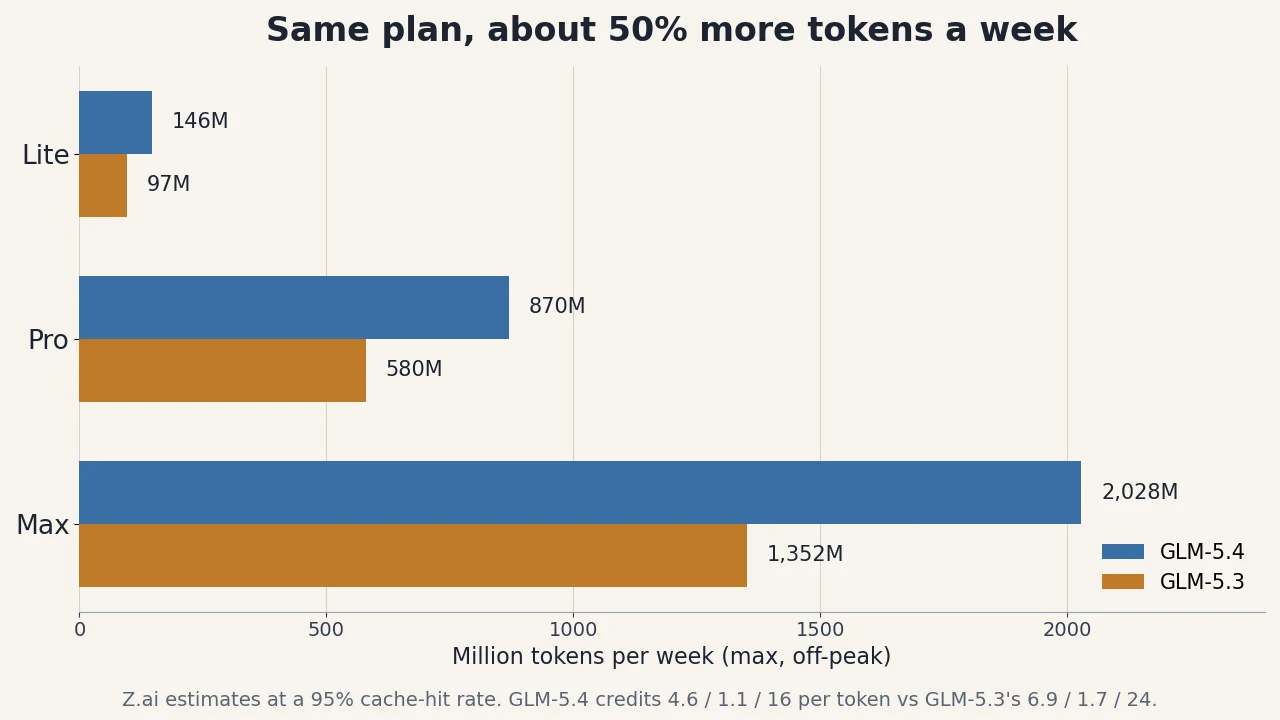 Same plan, about 50% more tokens a week
Lite
146M
97M
Pro
870M
580M
Max
2,028M
1,352M
GLM-5.4
GLM-5.3
0 500 1000 1500 2000
Million tokens per week (max, off-peak)
Z.ai estimates at a 95% cache-hit rate. GLM-5.4 credits 4.6 / 1.1 / 16 per token vs GLM-5.3's 6.9 / 1.7 / 24.